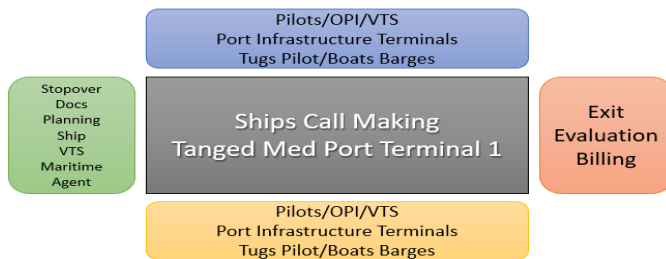 Pilots/OPI/VTS
Port Infrastructure Terminals
Tugs Pilot/Boats Barges
Stopover
Docs
Planning
Ship
VTS
Maritime
Agent
Ships Call Making
Tanged Med Port Terminal 1
Exit
Evaluation
Billing
Pilots/OPI/VTS
Port Infrastructure Terminals
Tugs Pilot/Boats Barges